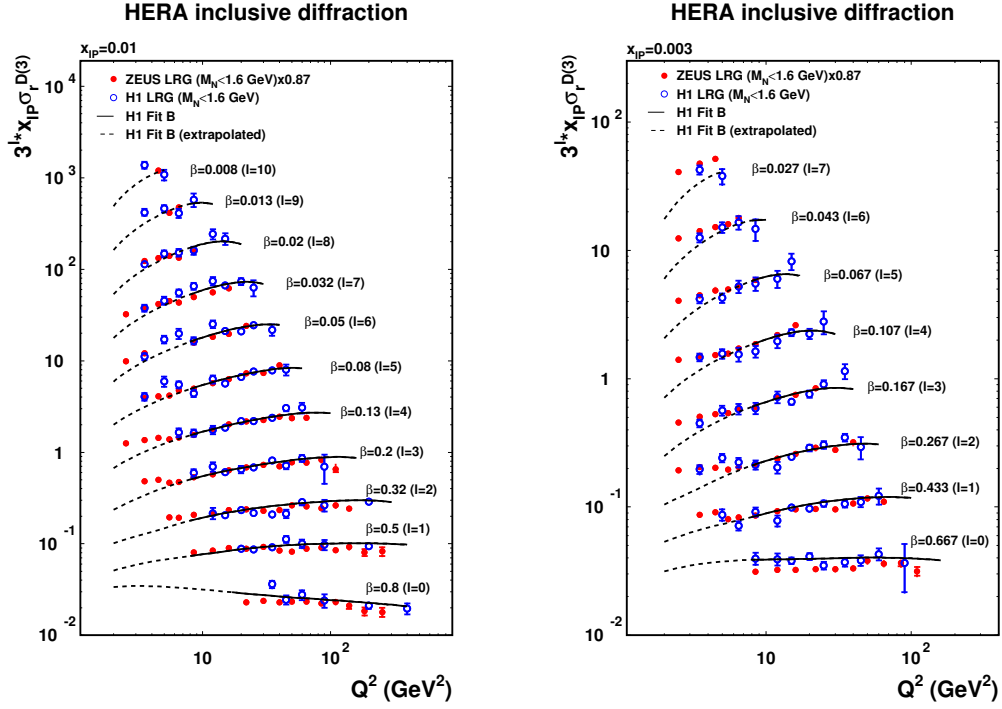 HERA inclusive diffraction
x_IP=0.01
ZEUS LRG (M_N<1.6 GeV)x0.87
H1 LRG (M_N<1.6 GeV)
H1 Fit B
H1 Fit B (extrapolated)
3^l*x_IP σ_r^D(3)
10^4
10^3
10^2
10
1
10^-1
10^-2
β=0.008 (l=10)
β=0.013 (l=9)
β=0.02 (l=8)
β=0.032 (l=7)
β=0.05 (l=6)
β=0.08 (l=5)
β=0.13 (l=4)
β=0.2 (l=3)
β=0.32 (l=2)
β=0.5 (l=1)
β=0.8 (l=0)
10
10^2
Q^2 (GeV^2)
HERA inclusive diffraction
x_IP=0.003
ZEUS LRG (M_N<1.6 GeV)x0.87
H1 LRG (M_N<1.6 GeV)
H1 Fit B
H1 Fit B (extrapolated)
3^l*x_IP σ_r^D(3)
10^2
10
1
10^-1
10^-2
β=0.027 (l=7)
β=0.043 (l=6)
β=0.067 (l=5)
β=0.107 (l=4)
β=0.167 (l=3)
β=0.267 (l=2)
β=0.433 (l=1)
β=0.667 (l=0)
10
10^2
Q^2 (GeV^2)